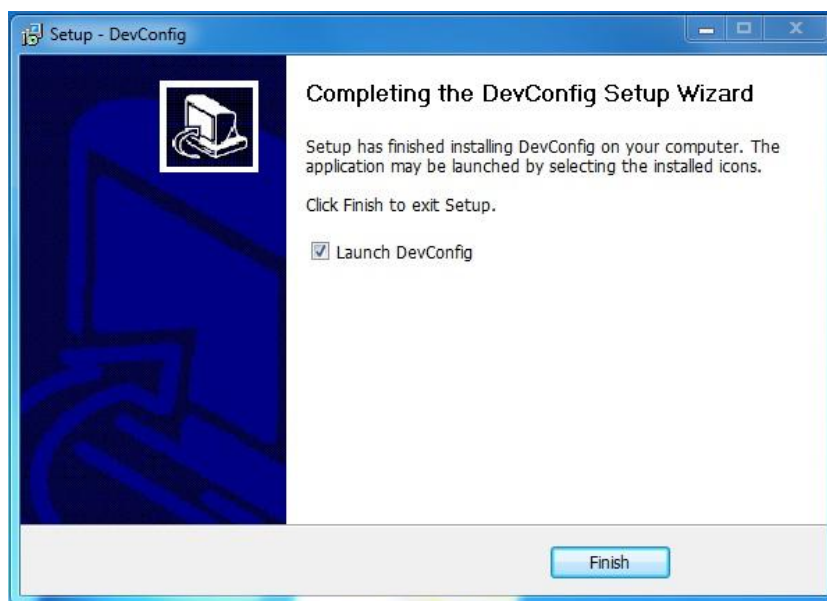 Setup - DevConfig
Completing the DevConfig Setup Wizard
Setup has finished installing DevConfig on your computer. The
application may be launched by selecting the installed icons.
Click Finish to exit Setup.
Launch DevConfig
Finish